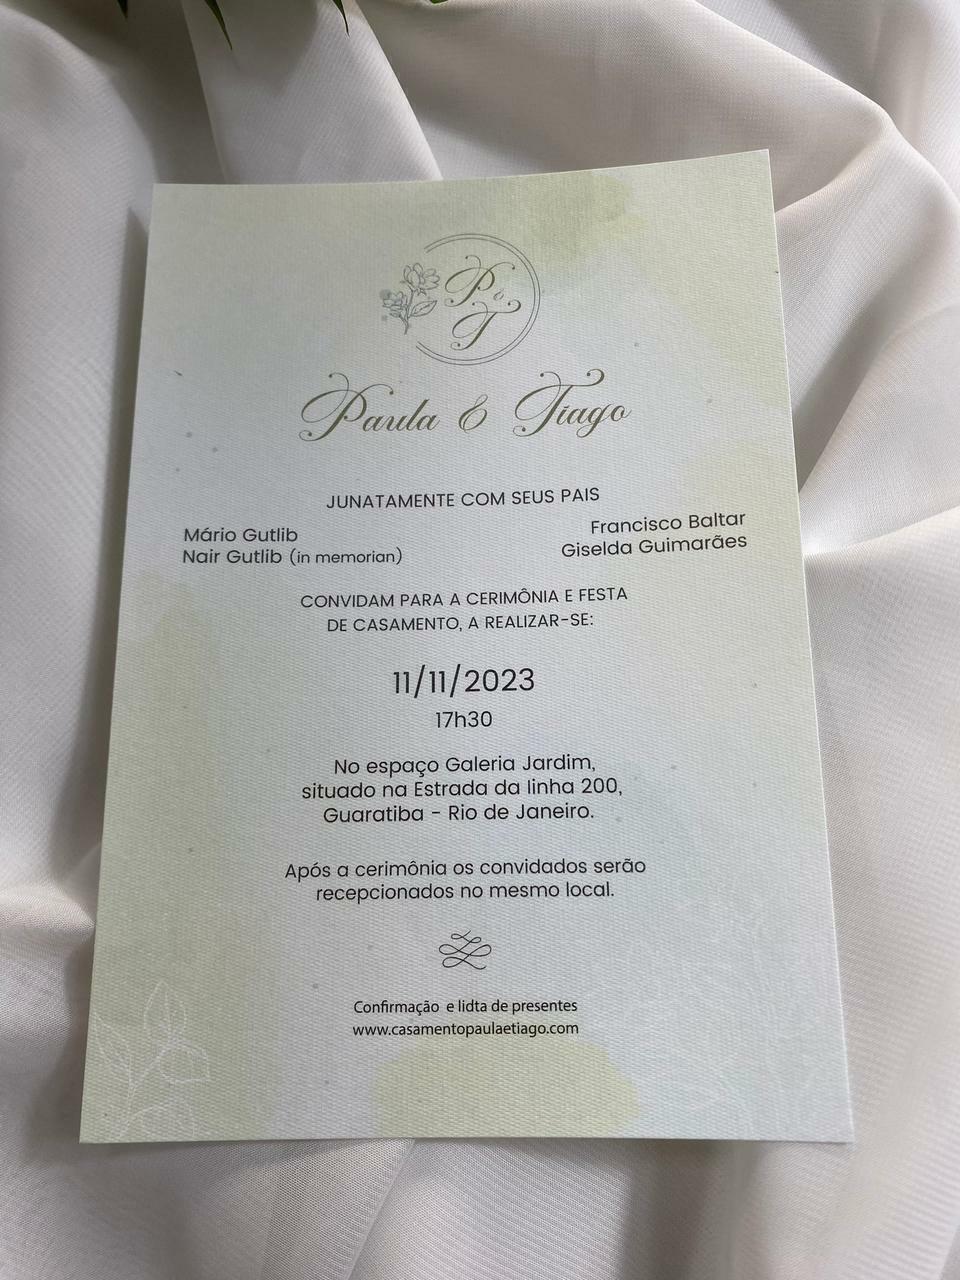 P & T
Paula & Tiago
JUNATAMENTE COM SEUS PAIS
Mário Gutlib
Nair Gutlib (in memorian)
Francisco Baltar
Giselda Guimarães
CONVIDAM PARA A CERIMÔNIA E FESTA
DE CASAMENTO, A REALIZAR-SE:
11/11/2023
17h30
No espaço Galeria Jardim,
situado na Estrada da linha 200,
Guaratiba - Rio de Janeiro.
Após a cerimônia os convidados serão
recepcionados no mesmo local.
Confirmação e lidta de presentes
www.casamentopaulaetiago.com